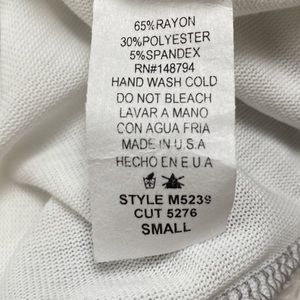 65%RAYON
30%POLYESTER
5%SPANDEX
RN#148794
HAND WASH COLD
DO NOT BLEACH
LAVAR A MANO
CON AGUA FRIA
MADE IN U.S.A
HECHO EN E U A
STYLE M5239
CUT 5276
SMALL